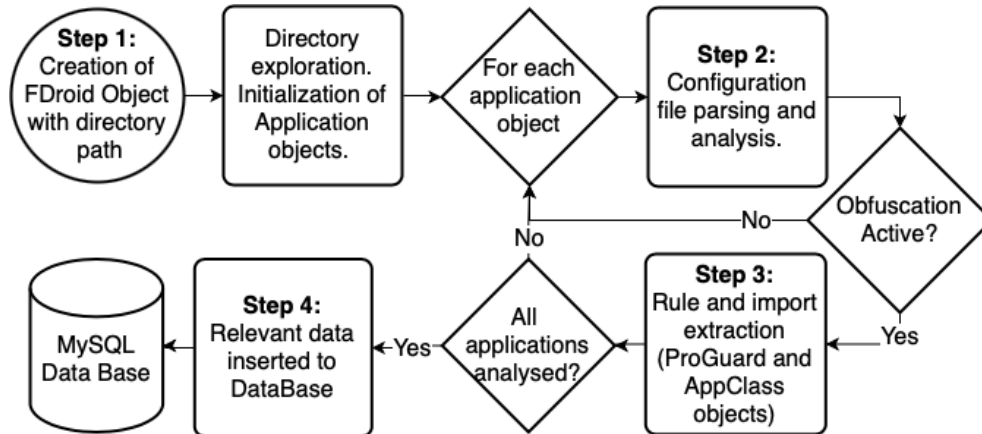 Step 1:
Creation of
FDroid Object
with directory
path
Directory
exploration.
Initialization of
Application
objects.
For each
application
object
Step 2:
Configuration
file parsing and
analysis.
Obfuscation
Active?
No
Yes
Step 3:
Rule and import
extraction
(ProGuard and
AppClass
objects)
All
applications
analysed?
No
Yes
Step 4:
Relevant data
inserted to
DataBase
MySQL
Data Base